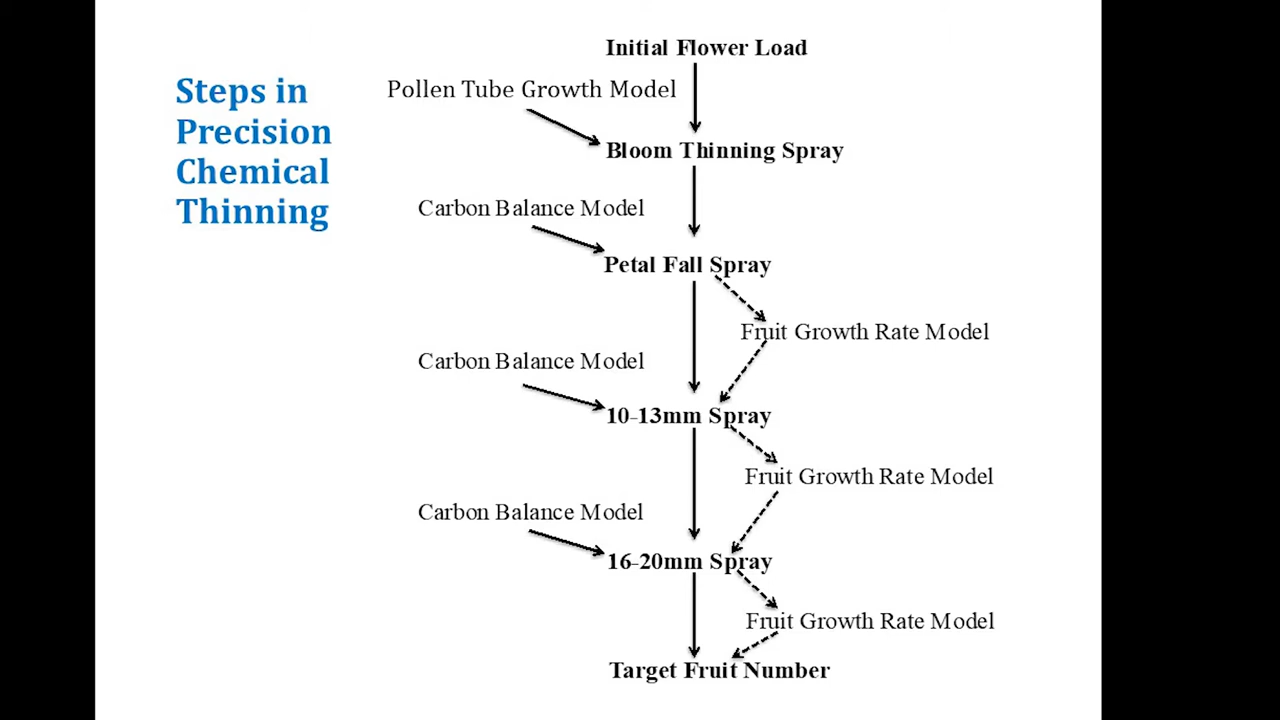 Steps in
Precision
Chemical
Thinning
Initial Flower Load
Pollen Tube Growth Model
Bloom Thinning Spray
Carbon Balance Model
Petal Fall Spray
Fruit Growth Rate Model
Carbon Balance Model
10-13mm Spray
Fruit Growth Rate Model
Carbon Balance Model
16-20mm Spray
Fruit Growth Rate Model
Target Fruit Number